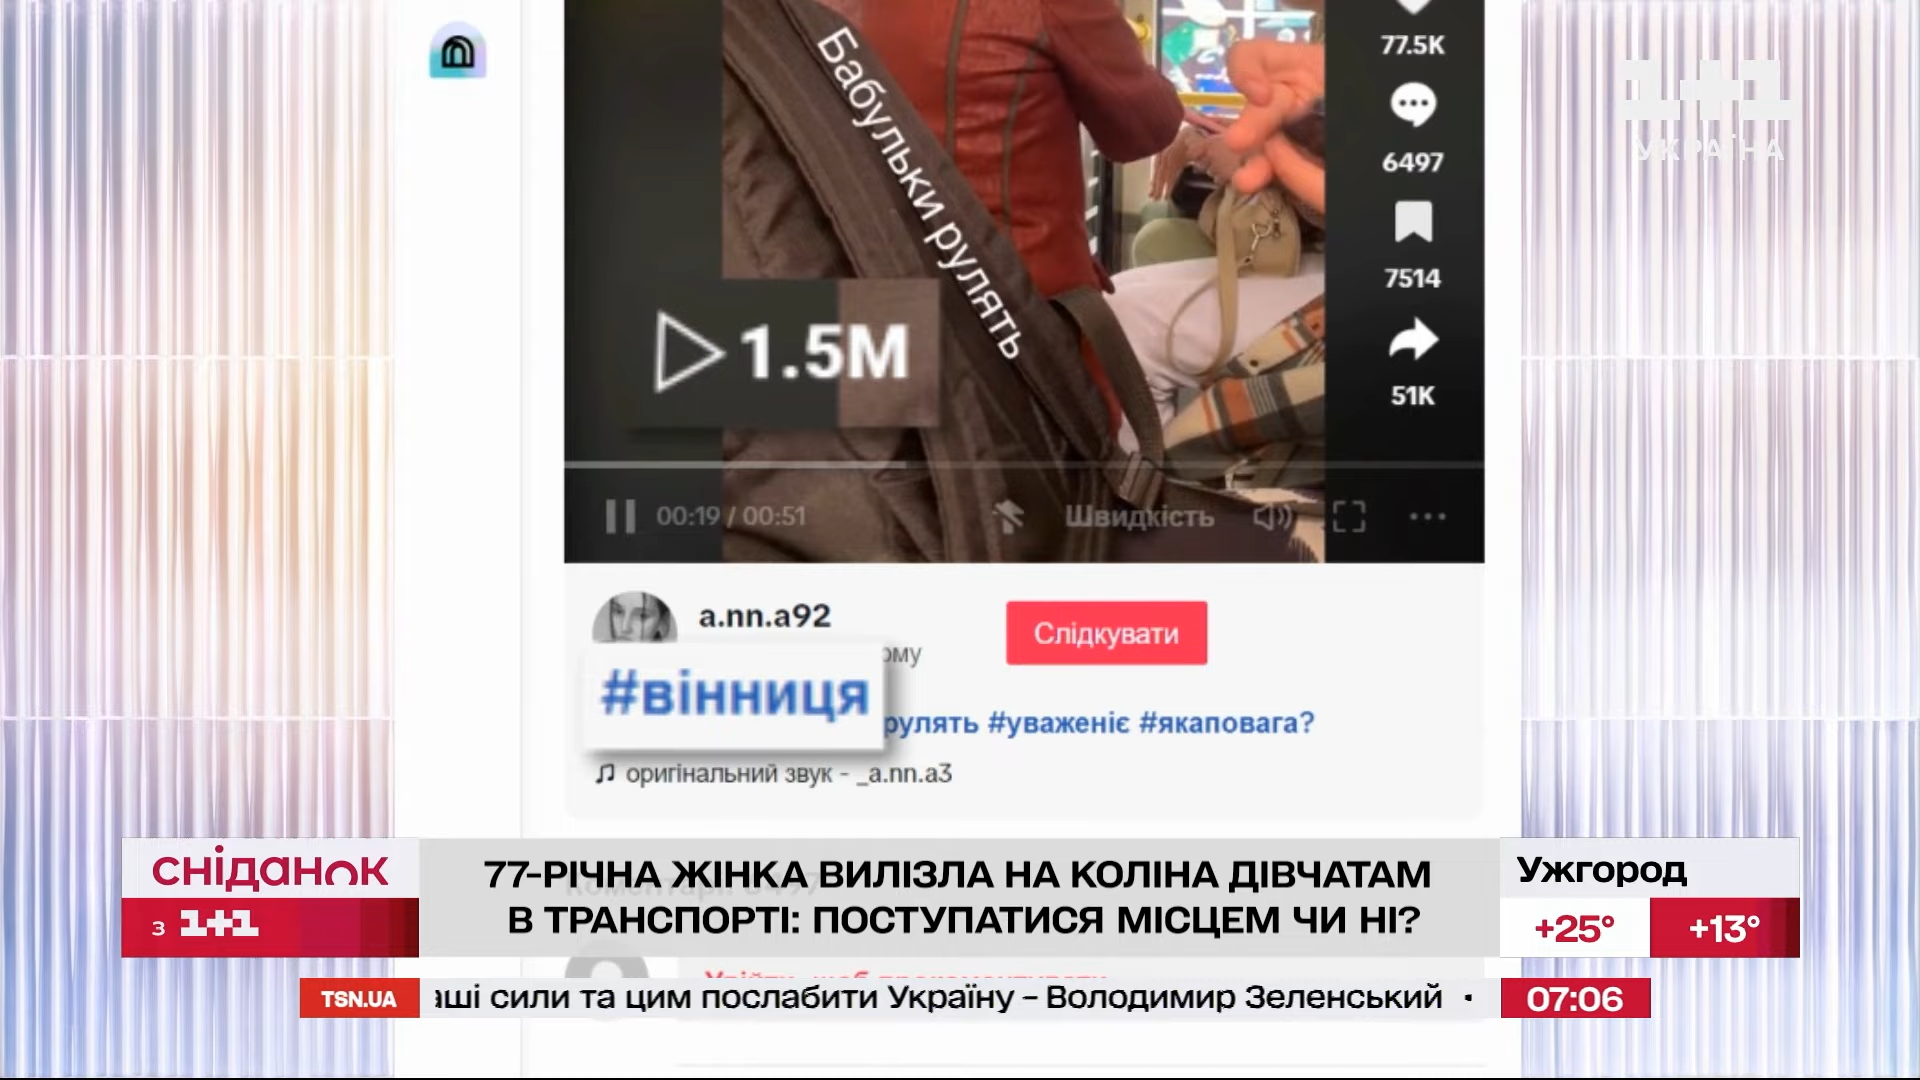 77.5K
1+1
УКРАЇНА
6497
7514
51K
Бабульки рулять
1.5M
00:19 / 00:51
Швидкість
a.nn.a92
Слідкувати
ому
#вінниця
рулять #уваженіє #якаповага?
оригінальний звук - _a.nn.a3
СНІДАНОК
З 1+1
77-РІЧНА ЖІНКА ВИЛІЗЛА НА КОЛІНА ДІВЧАТАМ
В ТРАНСПОРТІ: ПОСТУПАТИСЯ МІСЦЕМ ЧИ НІ?
Ужгород
+25° +13°
TSN.UA
аші сили та цим послабити Україну – Володимир Зеленський •
07:06